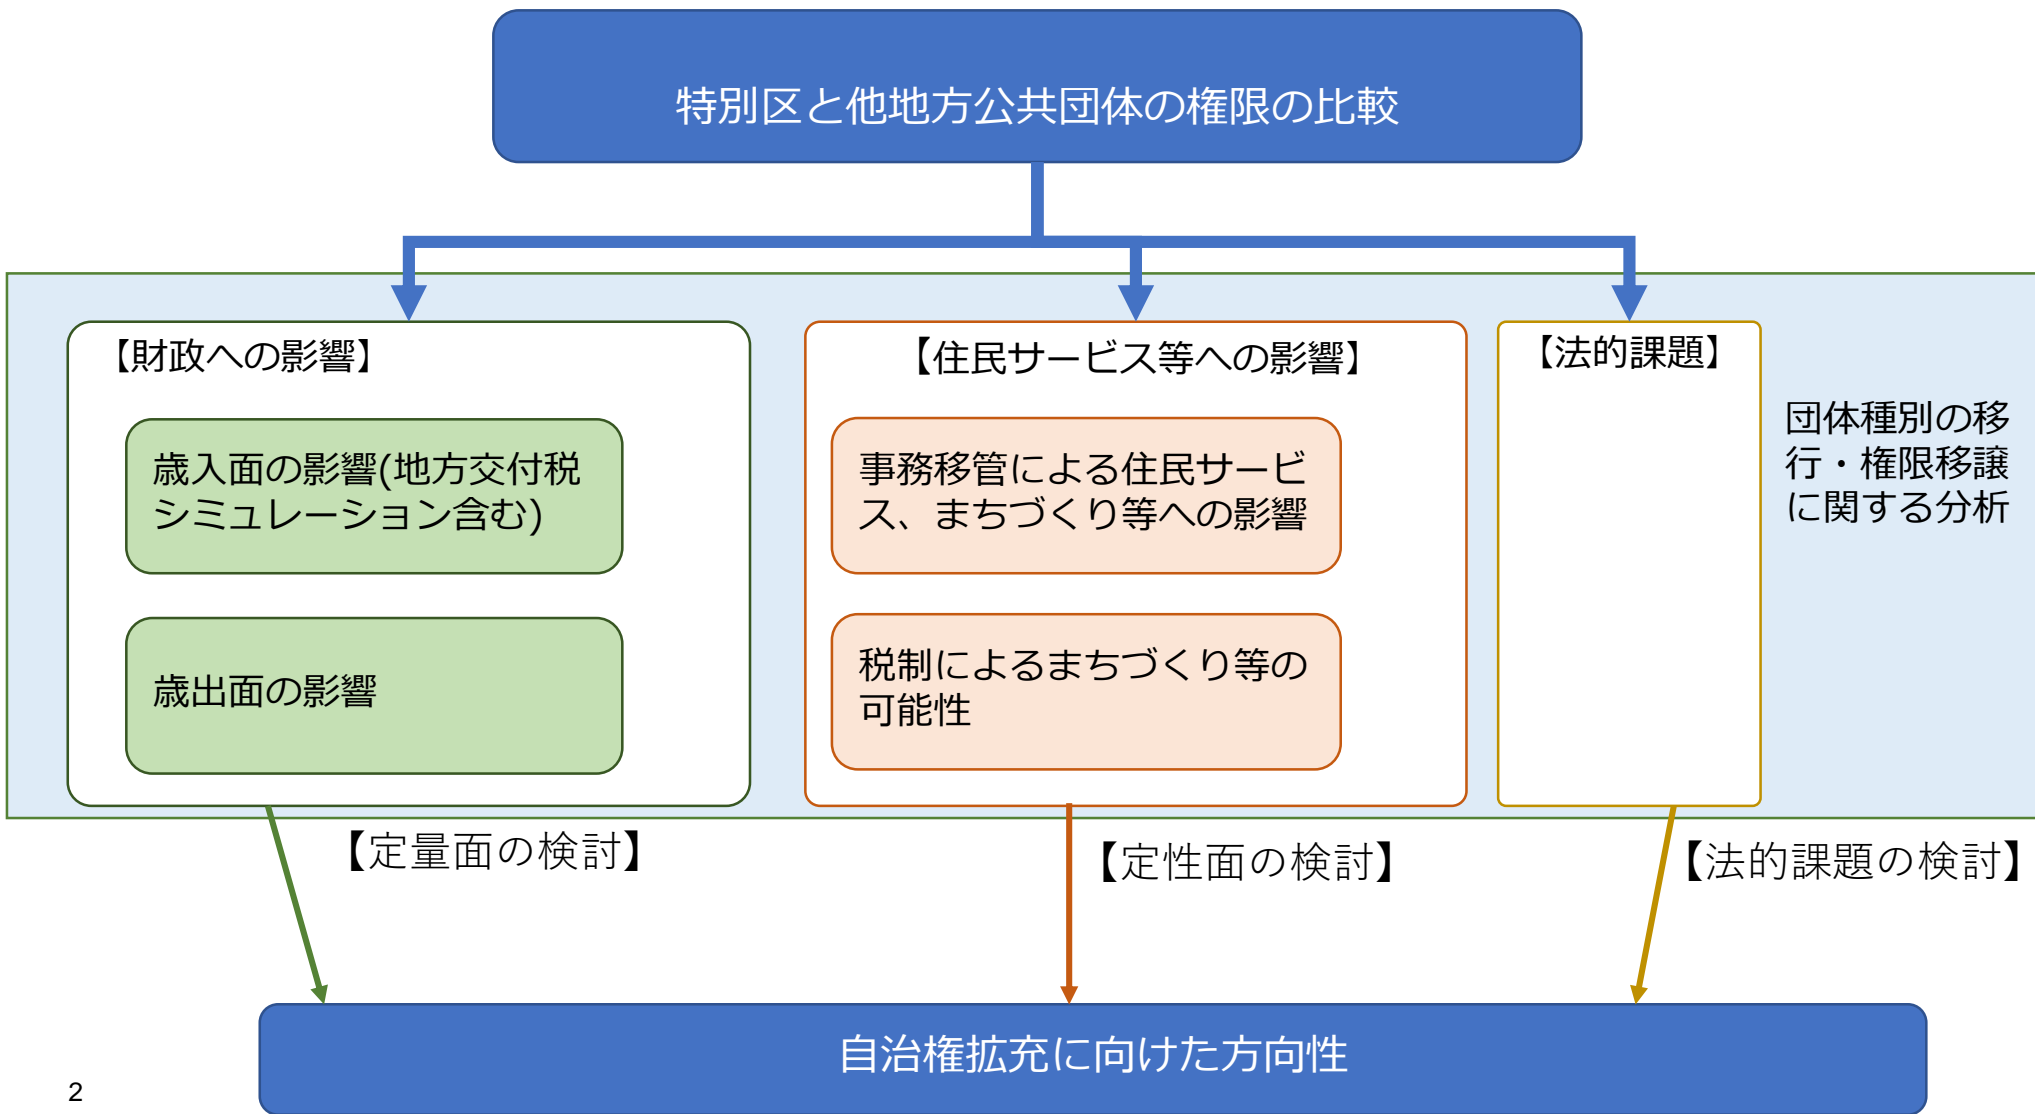 特別区と他地方公共団体の権限の比較
【財政への影響】
歳入面の影響(地方交付税
シミュレーション含む)
歳出面の影響
【住民サービス等への影響】
事務移管による住民サービ
ス、まちづくり等への影響
税制によるまちづくり等の
可能性
【法的課題】
団体種別の移
行・権限移譲
に関する分析
【定量面の検討】
【定性面の検討】
【法的課題の検討】
自治権拡充に向けた方向性
2